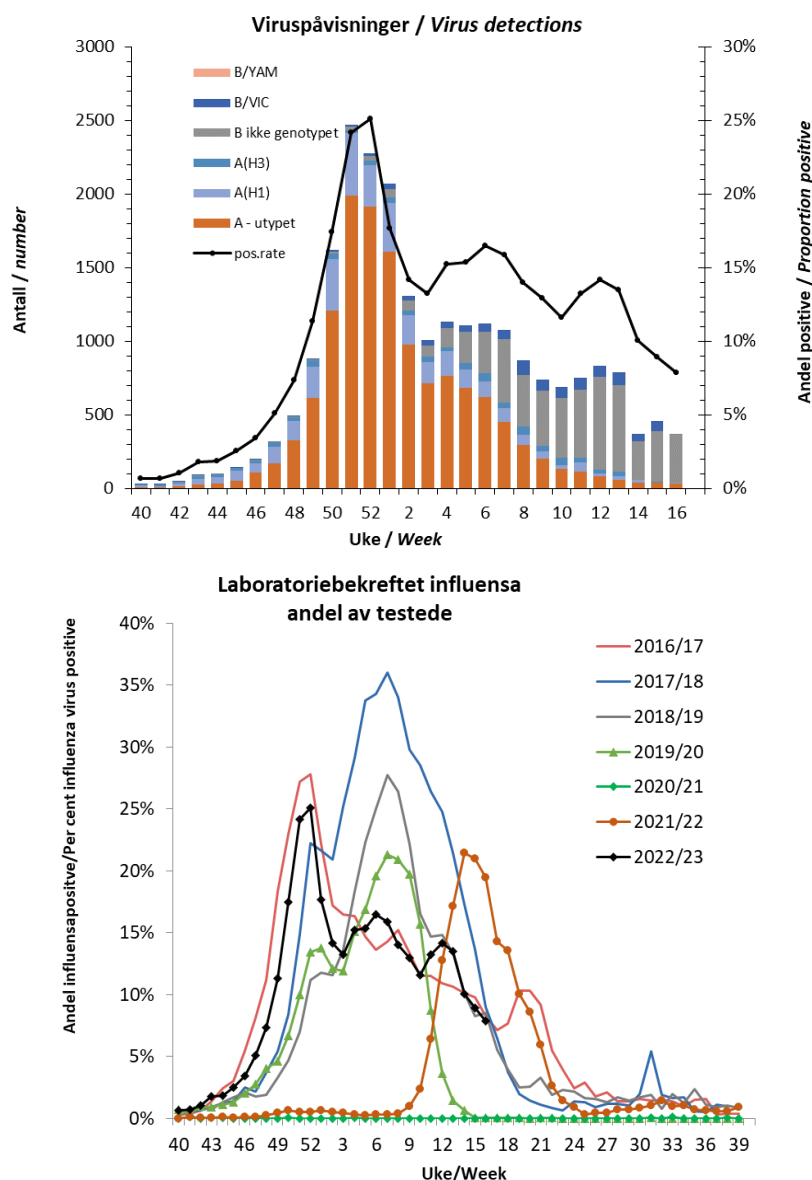 Viruspåvisninger / Virus detections
3000
2500
2000
1500
1000
500
0
Antall / number
B/YAM
B/VIC
B ikke genotypet
A(H3)
A(H1)
A - utypet
pos.rate
30%
25%
20%
15%
10%
5%
0%
Andel positive / Proportion positive
40 42 44 46 48 50 52 2 4 6 8 10 12 14 16
Uke / Week
Laboratoriebekreftet influensa
andel av testede
40%
35%
30%
25%
20%
15%
10%
5%
0%
Andel influensapositve/Per cent influenza virus positive
2016/17
2017/18
2018/19
2019/20
2020/21
2021/22
2022/23
40 43 46 49 52 3 6 9 12 15 18 21 24 27 30 33 36 39
Uke/Week